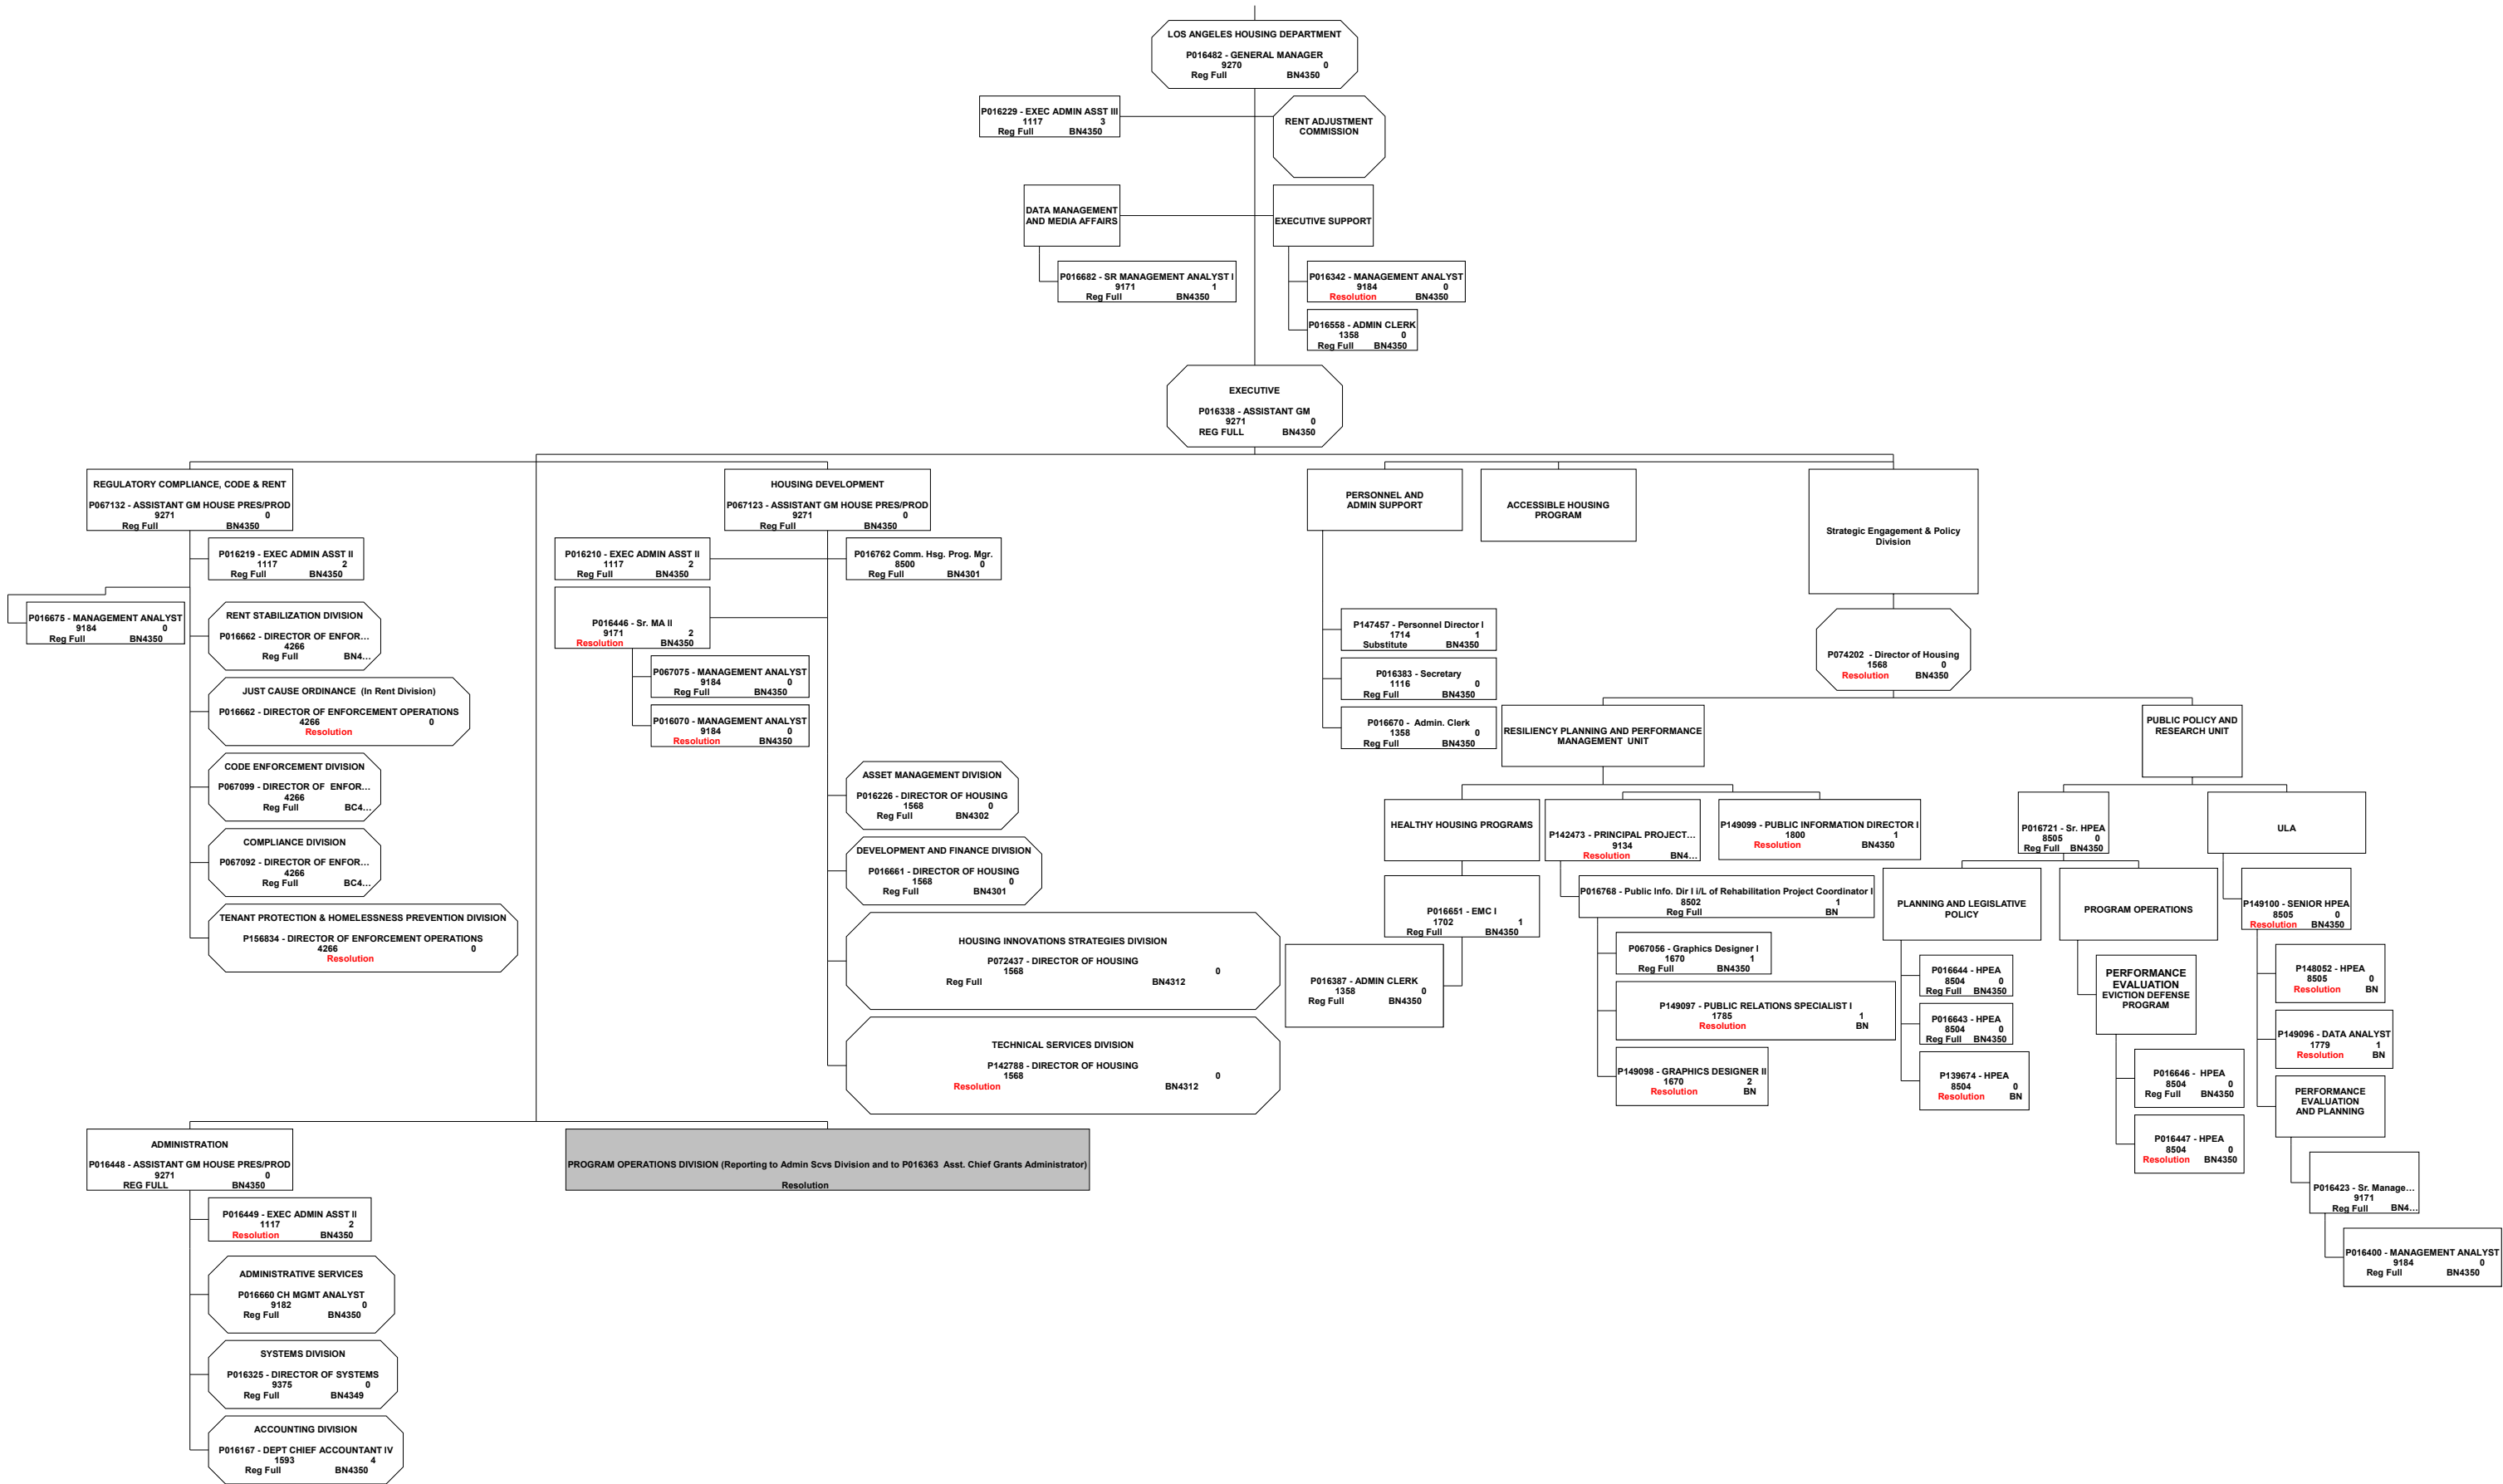 LOS ANGELES HOUSING DEPARTMENT
P016482 - GENERAL MANAGER
9270 0
Reg Full BN4350
P016229 - EXEC ADMIN ASST III
1117 3
Reg Full BN4350
RENT ADJUSTMENT
COMMISSION
DATA MANAGEMENT
AND MEDIA AFFAIRS
EXECUTIVE SUPPORT
P016682 - SR MANAGEMENT ANALYST I
9171 1
Reg Full BN4350
P016342 - MANAGEMENT ANALYST
9184 0
Resolution BN4350
P016558 - ADMIN CLERK
1358 0
Reg Full BN4350
EXECUTIVE
P016338 - ASSISTANT GM
9271 0
REG FULL BN4350
REGULATORY COMPLIANCE, CODE & RENT
P067132 - ASSISTANT GM HOUSE PRES/PROD
9271 0
Reg Full BN4350
P016219 - EXEC ADMIN ASST II
1117 2
Reg Full BN4350
P016675 - MANAGEMENT ANALYST
9184 0
Reg Full BN4350
RENT STABILIZATION DIVISION
P016662 - DIRECTOR OF ENFOR...
4266
Reg Full BN4...
JUST CAUSE ORDINANCE (In Rent Division)
P016662 - DIRECTOR OF ENFORCEMENT OPERATIONS
4266 0
Resolution
CODE ENFORCEMENT DIVISION
P067099 - DIRECTOR OF ENFOR...
4266
Reg Full BC4...
COMPLIANCE DIVISION
P067092 - DIRECTOR OF ENFOR...
4266
Reg Full BC4...
TENANT PROTECTION & HOMELESSNESS PREVENTION DIVISION
P156834 - DIRECTOR OF ENFORCEMENT OPERATIONS
4266 0
Resolution
HOUSING DEVELOPMENT
P067123 - ASSISTANT GM HOUSE PRES/PROD
9271 0
Reg Full BN4350
P016210 - EXEC ADMIN ASST II
1117 2
Reg Full BN4350
P016762 Comm. Hsg. Prog. Mgr.
8500 0
Reg Full BN4301
P016446 - Sr. MA II
9171 2
Resolution BN4350
P067075 - MANAGEMENT ANALYST
9184 0
Reg Full BN4350
P016070 - MANAGEMENT ANALYST
9184 0
Resolution BN4350
ASSET MANAGEMENT DIVISION
P016226 - DIRECTOR OF HOUSING
1568 0
Reg Full BN4302
DEVELOPMENT AND FINANCE DIVISION
P016661 - DIRECTOR OF HOUSING
1568 0
Reg Full BN4301
HOUSING INNOVATIONS STRATEGIES DIVISION
P072437 - DIRECTOR OF HOUSING
1568 0
Reg Full BN4312
TECHNICAL SERVICES DIVISION
P142788 - DIRECTOR OF HOUSING
1568 0
Resolution BN4312
PERSONNEL AND
ADMIN SUPPORT
P147457 - Personnel Director I
1714 1
Substitute BN4350
P016383 - Secretary
1116 0
Reg Full BN4350
P016670 - Admin. Clerk
1358 0
Reg Full BN4350
ACCESSIBLE HOUSING
PROGRAM
Strategic Engagement & Policy
Division
P074202 - Director of Housing
1568 0
Resolution BN4350
RESILIENCY PLANNING AND PERFORMANCE
MANAGEMENT UNIT
HEALTHY HOUSING PROGRAMS
P016651 - EMC I
1702 1
Reg Full BN4350
P016387 - ADMIN CLERK
1358 0
Reg Full BN4350
P142473 - PRINCIPAL PROJECT...
9134
Resolution BN4...
P149099 - PUBLIC INFORMATION DIRECTOR I
1800 1
Resolution BN4350
P016768 - Public Info. Dir I i/L of Rehabilitation Project Coordinator I
8502 1
Reg Full BN
P067056 - Graphics Designer I
1670 1
Reg Full BN4350
P149097 - PUBLIC RELATIONS SPECIALIST I
1785 1
Resolution BN
P149098 - GRAPHICS DESIGNER II
1670 2
Resolution BN
PUBLIC POLICY AND
RESEARCH UNIT
P016721 - Sr. HPEA
8505 0
Reg Full BN4350
PLANNING AND LEGISLATIVE
POLICY
P016644 - HPEA
8504 0
Reg Full BN4350
P016643 - HPEA
8504 0
Reg Full BN4350
P139674 - HPEA
8504 0
Resolution BN
PROGRAM OPERATIONS
PERFORMANCE
EVALUATION
EVICTION DEFENSE
PROGRAM
P016646 - HPEA
8504 0
Reg Full BN4350
P016447 - HPEA
8504 0
Resolution BN4350
ULA
P149100 - SENIOR HPEA
8505 0
Resolution BN4350
P148052 - HPEA
8505 0
Resolution BN
P149096 - DATA ANALYST
1779 1
Resolution BN
PERFORMANCE
EVALUATION
AND PLANNING
P016423 - Sr. Manage...
9171
Reg Full BN4...
P016400 - MANAGEMENT ANALYST
9184 0
Reg Full BN4350
ADMINISTRATION
P016448 - ASSISTANT GM HOUSE PRES/PROD
9271 0
REG FULL BN4350
P016449 - EXEC ADMIN ASST II
1117 2
Resolution BN4350
ADMINISTRATIVE SERVICES
P016660 CH MGMT ANALYST
9182 0
Reg Full BN4350
SYSTEMS DIVISION
P016325 - DIRECTOR OF SYSTEMS
9375 0
Reg Full BN4349
ACCOUNTING DIVISION
P016167 - DEPT CHIEF ACCOUNTANT IV
1593 4
Reg Full BN4350
PROGRAM OPERATIONS DIVISION (Reporting to Admin Scvs Division and to P016363 Asst. Chief Grants Administrator)
Resolution